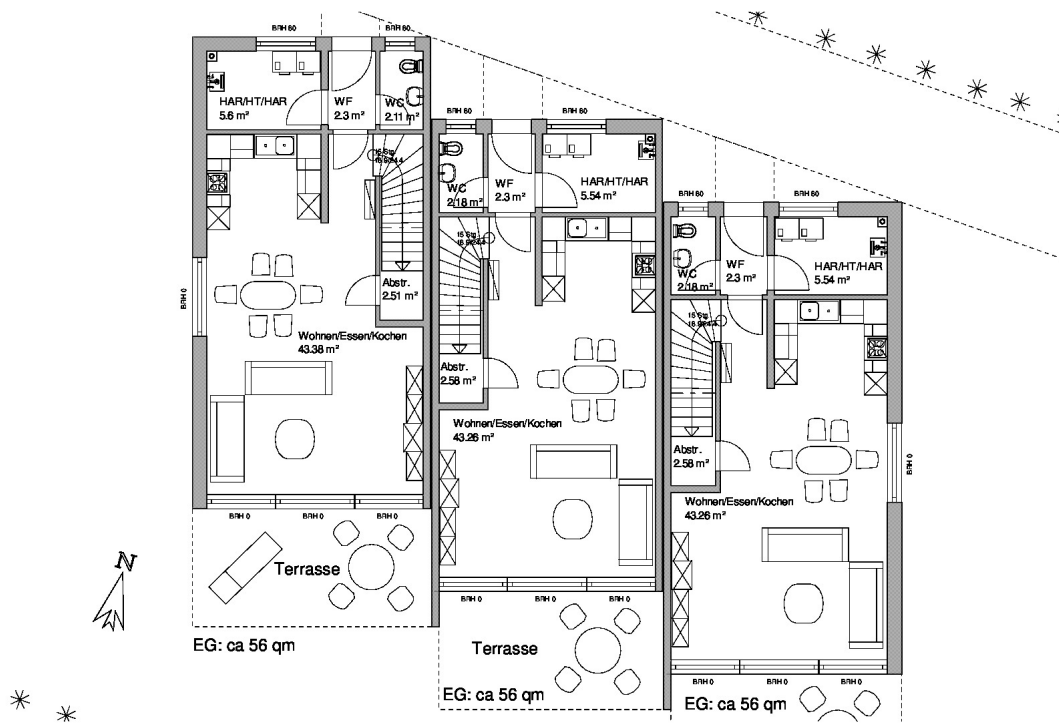 BRH 60
BRH 60
HAR/HT/HAR
5.6 m²
WF
2.3 m²
WC
2.11 m²
15 Stg.
Abstr.
2.51 m²
BRH 0
Wohnen/Essen/Kochen
43.38 m²
BRH 0
BRH 0
BRH 0
Terrasse
EG: ca 56 qm
N
BRH 60
BRH 60
WC
2.18 m²
WF
2.3 m²
HAR/HT/HAR
5.54 m²
15 Stg.
Abstr.
2.58 m²
Wohnen/Essen/Kochen
43.26 m²
BRH 0
BRH 0
BRH 0
Terrasse
EG: ca 56 qm
BRH 60
BRH 60
WC
2.18 m²
WF
2.3 m²
HAR/HT/HAR
5.54 m²
15 Stg.
Abstr.
2.58 m²
BRH 0
Wohnen/Essen/Kochen
43.26 m²
BRH 0
BRH 0
BRH 0
EG: ca 56 qm